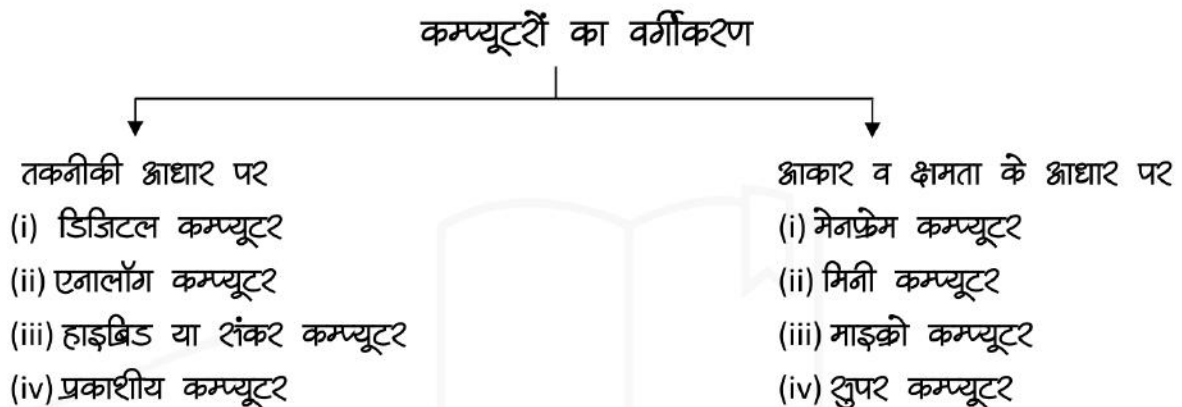 कम्प्यूटरों का वर्गीकरण
तकनीकी आधार पर
(i) डिजिटल कम्प्यूटर
(ii) एनालॉग कम्प्यूटर
(iii) हाइब्रिड या संकर कम्प्यूटर
(iv) प्रकाशीय कम्प्यूटर
आकार व क्षमता के आधार पर
(i) मेनफ्रेम कम्प्यूटर
(ii) मिनी कम्प्यूटर
(iii) माइक्रो कम्प्यूटर
(iv) सुपर कम्प्यूटर